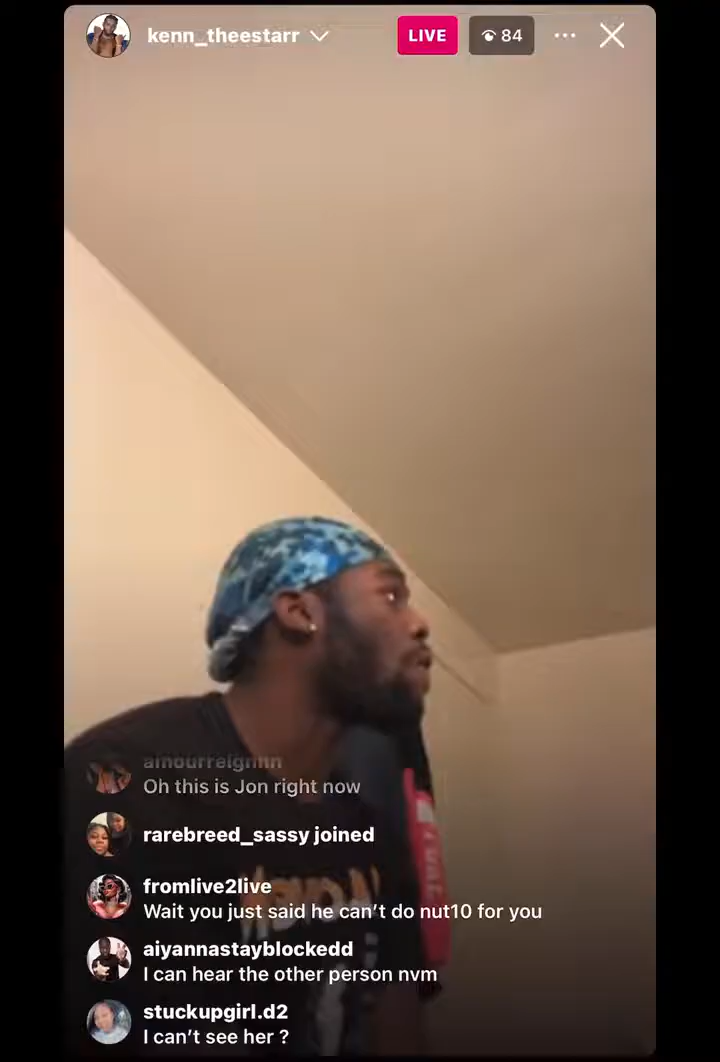 kenn_theestarr
LIVE
84
Oh this is Jon right now
rarebreed_sassy joined
fromlive2live
Wait you just said he can’t do nut10 for you
aiyannastayblockedd
I can hear the other person nvm
stuckupgirl.d2
I can’t see her ?